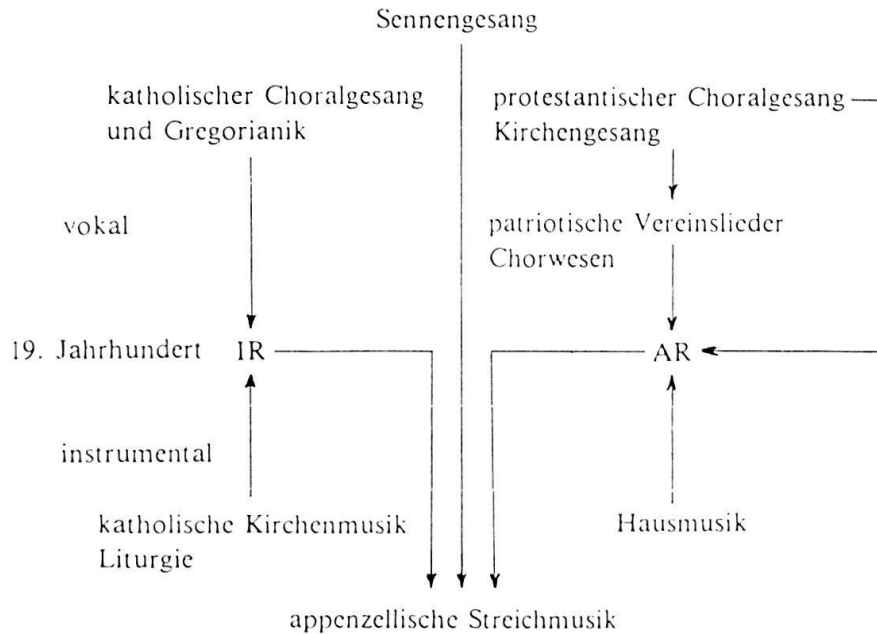 Sennengesang
katholischer Choralgesang
und Gregorianik
protestantischer Choralgesang
Kirchengesang
vokal
patriotische Vereinslieder
Chorwesen
19. Jahrhundert IR
AR
instrumental
katholische Kirchenmusik
Liturgie
Hausmusik
appenzellische Streichmusik